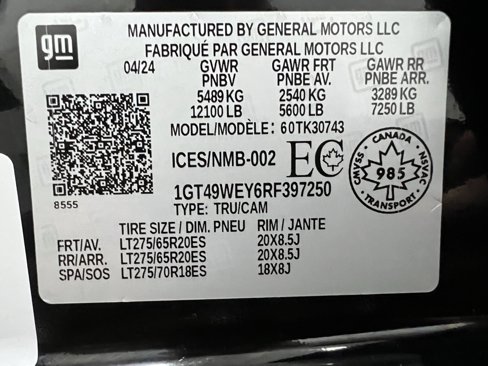 gm
MANUFACTURED BY GENERAL MOTORS LLC
FABRIQUÉ PAR GENERAL MOTORS LLC
04/24 GVWR GAWR FRT GAWR RR
PNBV PNBE AV. PNBE ARR.
5489 KG 2540 KG 3289 KG
12100 LB 5600 LB 7250 LB
MODEL/MODÈLE: 60TK30743
ICES/NMB-002 EC
CANADA
CMVSS - NSVAC
985
TRANSPORT
1GT49WEY6RF397250
8555
TYPE: TRU/CAM
TIRE SIZE / DIM. PNEU RIM / JANTE
FRT/AV. LT275/65R20ES 20X8.5J
RR/ARR. LT275/65R20ES 20X8.5J
SPA/SOS LT275/70R18ES 18X8J